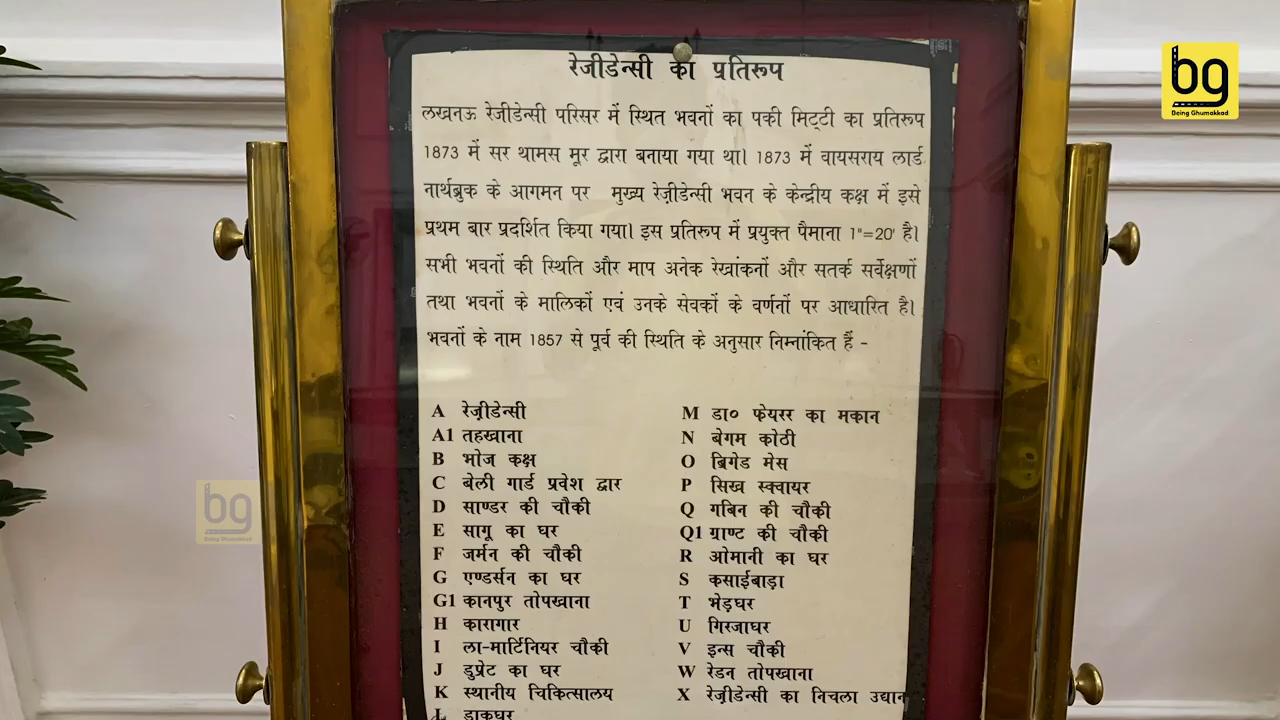 रेजीडेन्सी का प्रतिरूप
लखनऊ रेजीडेन्सी परिसर में स्थित भवनों का पकी मिट्टी का प्रतिरूप
1873 में सर थामस मूर द्वारा बनाया गया था। 1873 में वायसराय लार्ड
नार्थब्रुक के आगमन पर मुख्य रेज़ीडेन्सी भवन के केन्द्रीय कक्ष में इसे
प्रथम बार प्रदर्शित किया गया। इस प्रतिरूप में प्रयुक्त पैमाना 1"=20' है।
सभी भवनों की स्थिति और माप अनेक रेखांकनों और सतर्क सर्वेक्षणों
तथा भवनों के मालिकों एवं उनके सेवकों के वर्णनों पर आधारित है।
भवनों के नाम 1857 से पूर्व की स्थिति के अनुसार निम्नांकित हैं -
A रेज़ीडेन्सी
A1 तहखाना
B भोज कक्ष
C बेली गार्ड प्रवेश द्वार
D साण्डर की चौकी
E सागू का घर
F जर्मन की चौकी
G एण्डर्सन का घर
G1 कानपुर तोपखाना
H कारागार
I ला-मार्टिनियर चौकी
J डुप्रेट का घर
K स्थानीय चिकित्सालय
L डाकघर
M डा० फेयरर का मकान
N बेगम कोठी
O ब्रिगेड मेस
P सिख स्क्वायर
Q गबिन की चौकी
Q1 ग्राण्ट की चौकी
R ओमानी का घर
S कसाईबाड़ा
T भेड़घर
U गिरजाघर
V इन्स चौकी
W रेडन तोपखाना
X रेज़ीडेन्सी का निचला उद्यान
bg
Being Ghumakkad
bg
Being Ghumakkad